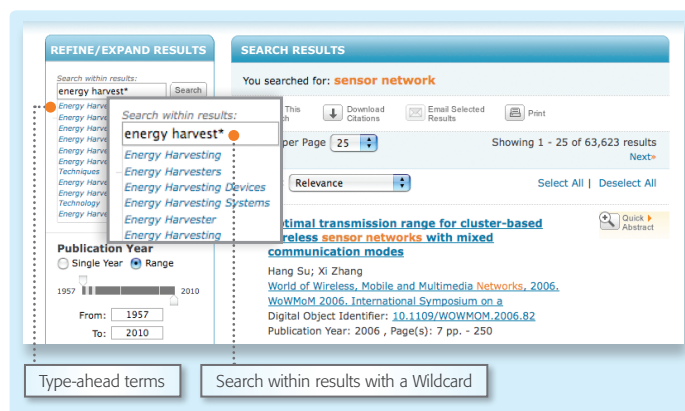 REFINE/EXPAND RESULTS
Search within results:
energy harvest* Search
Energy Harve
Energy Harve
Energy Harve
Energy Harve
Energy Harve
Energy Harve
Techniques
Energy Harve
Energy Harve
Technology
Energy Harve
Search within results:
energy harvest*
Energy Harvesting
Energy Harvesters
Energy Harvesting Devices
Energy Harvesting Systems
Energy Harvester
Energy Harvesting
Publication Year
Single Year Range
1957 2010
From: 1957
To: 2010
SEARCH RESULTS
You searched for: sensor network
This
ch
Download
Citations
Email Selected
Results
Print
per Page 25
Showing 1 - 25 of 63,623 results
Next»
Relevance
Select All | Deselect All
timal transmission range for cluster-based
reless sensor networks with mixed
communication modes
Quick
Abstract
Hang Su; Xi Zhang
World of Wireless, Mobile and Multimedia Networks, 2006.
WoWMoM 2006. International Symposium on a
Digital Object Identifier: 10.1109/WOWMOM.2006.82
Publication Year: 2006 , Page(s): 7 pp. - 250
Type-ahead terms
Search within results with a Wildcard